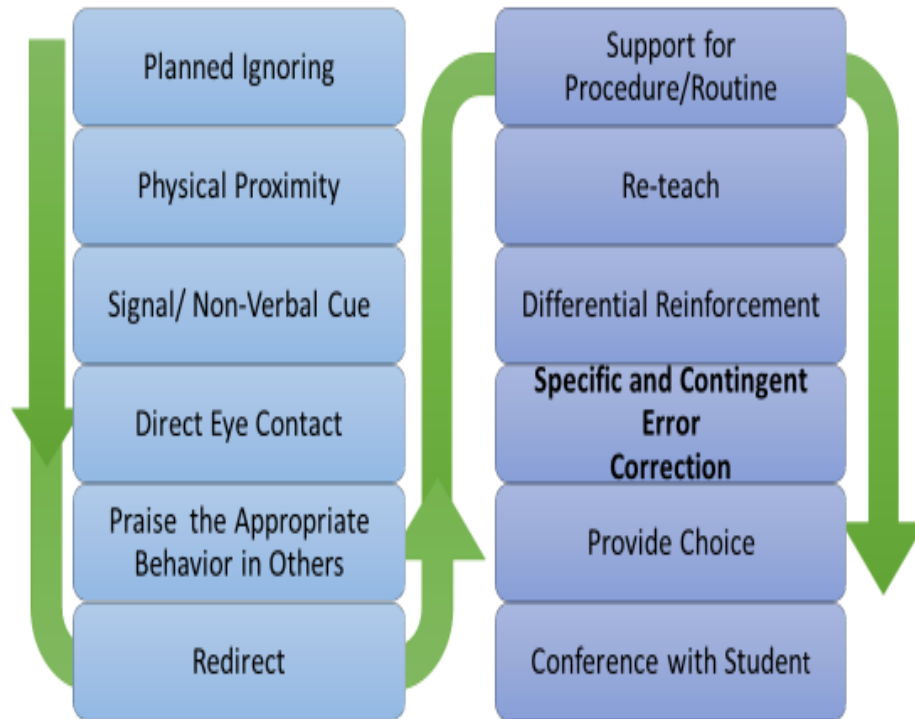 Planned Ignoring
Physical Proximity
Signal/ Non-Verbal Cue
Direct Eye Contact
Praise the Appropriate
Behavior in Others
Redirect
Support for
Procedure/Routine
Re-teach
Differential Reinforcement
Specific and Contingent
Error
Correction
Provide Choice
Conference with Student